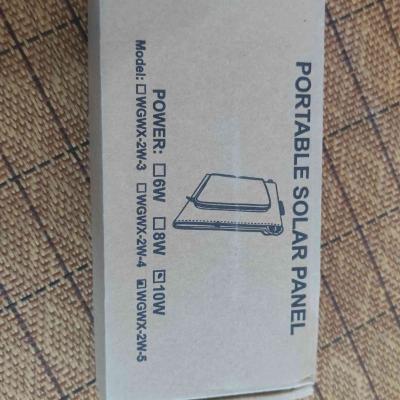 PORTABLE SOLAR PANEL
POWER: ☐6W ☐8W ☑10W
Model: ☐WGWX-2W-3 ☐WGWX-2W-4 ☑WGWX-2W-5